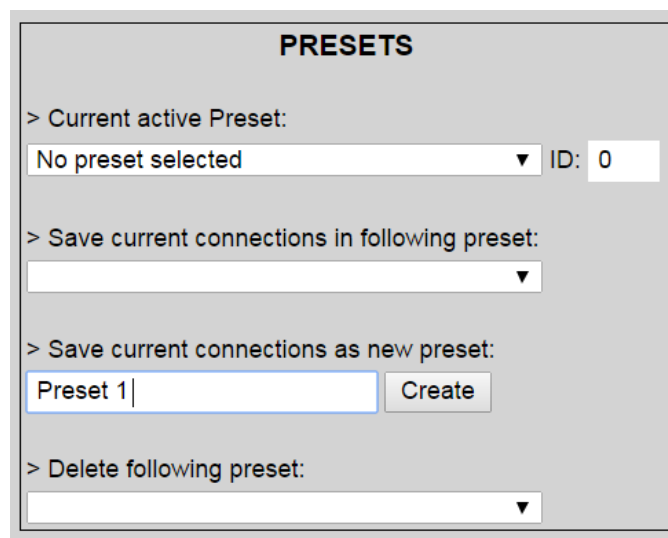 PRESETS
> Current active Preset:
No preset selected ▼ ID: 0
> Save current connections in following preset:
▼
> Save current connections as new preset:
Preset 1 Create
> Delete following preset:
▼